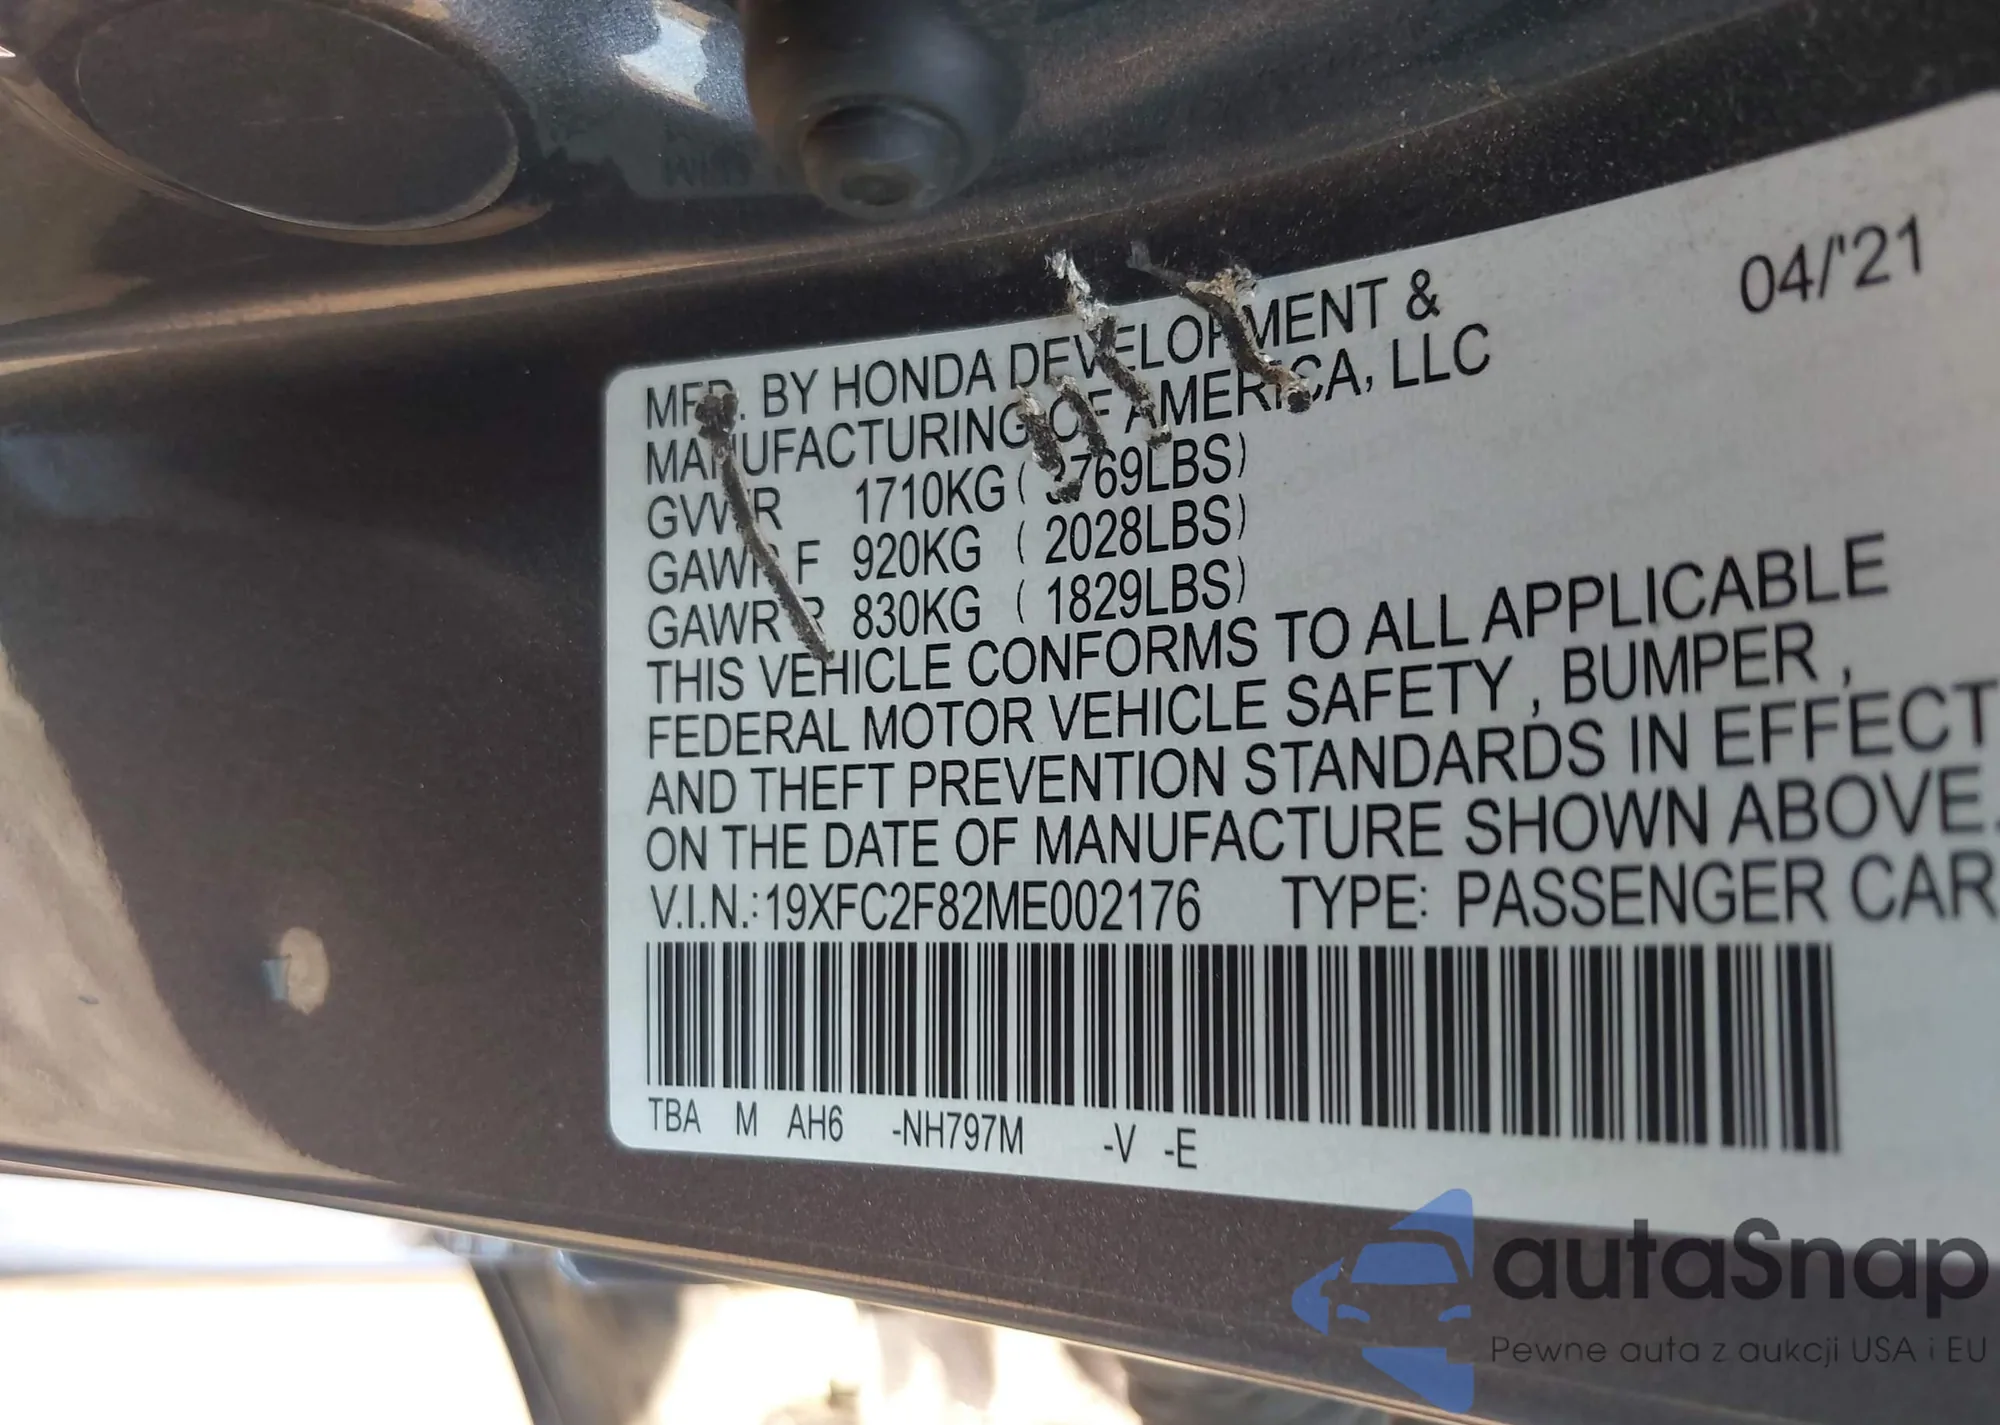 04/'21
MFD. BY HONDA DEVELOPMENT &
MANUFACTURING OF AMERICA, LLC
GVWR 1710KG ( 3769LBS)
GAWR F 920KG ( 2028LBS)
GAWR R 830KG ( 1829LBS)
THIS VEHICLE CONFORMS TO ALL APPLICABLE
FEDERAL MOTOR VEHICLE SAFETY , BUMPER ,
AND THEFT PREVENTION STANDARDS IN EFFECT
ON THE DATE OF MANUFACTURE SHOWN ABOVE.
V.I.N.:19XFC2F82ME002176 TYPE: PASSENGER CAR
TBA M AH6 -NH797M -V -E
autaSnap
Pewne auta z aukcji USA i EU